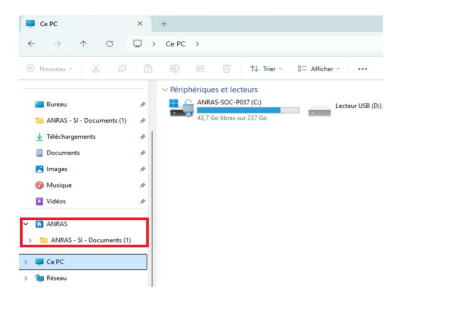 Ce PC
Ce PC
Nouveau
Trier
Afficher
Périphériques et lecteurs
ANRAS-SOC-P037 (C:)
43,7 Go libres sur 237 Go
Lecteur USB (D:)
Bureau
ANRAS - SI - Documents (1)
Téléchargements
Documents
Images
Musique
Vidéos
ANRAS
ANRAS - SI - Documents (1)
Ce PC
Réseau